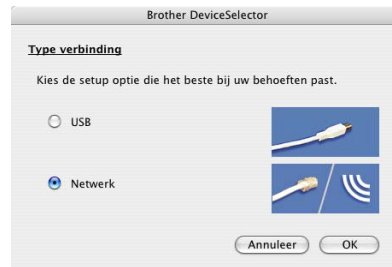 Brother DeviceSelector
Type verbinding
Kies de setup optie die het beste bij uw behoeften past.
USB
Netwerk
Annuleer OK